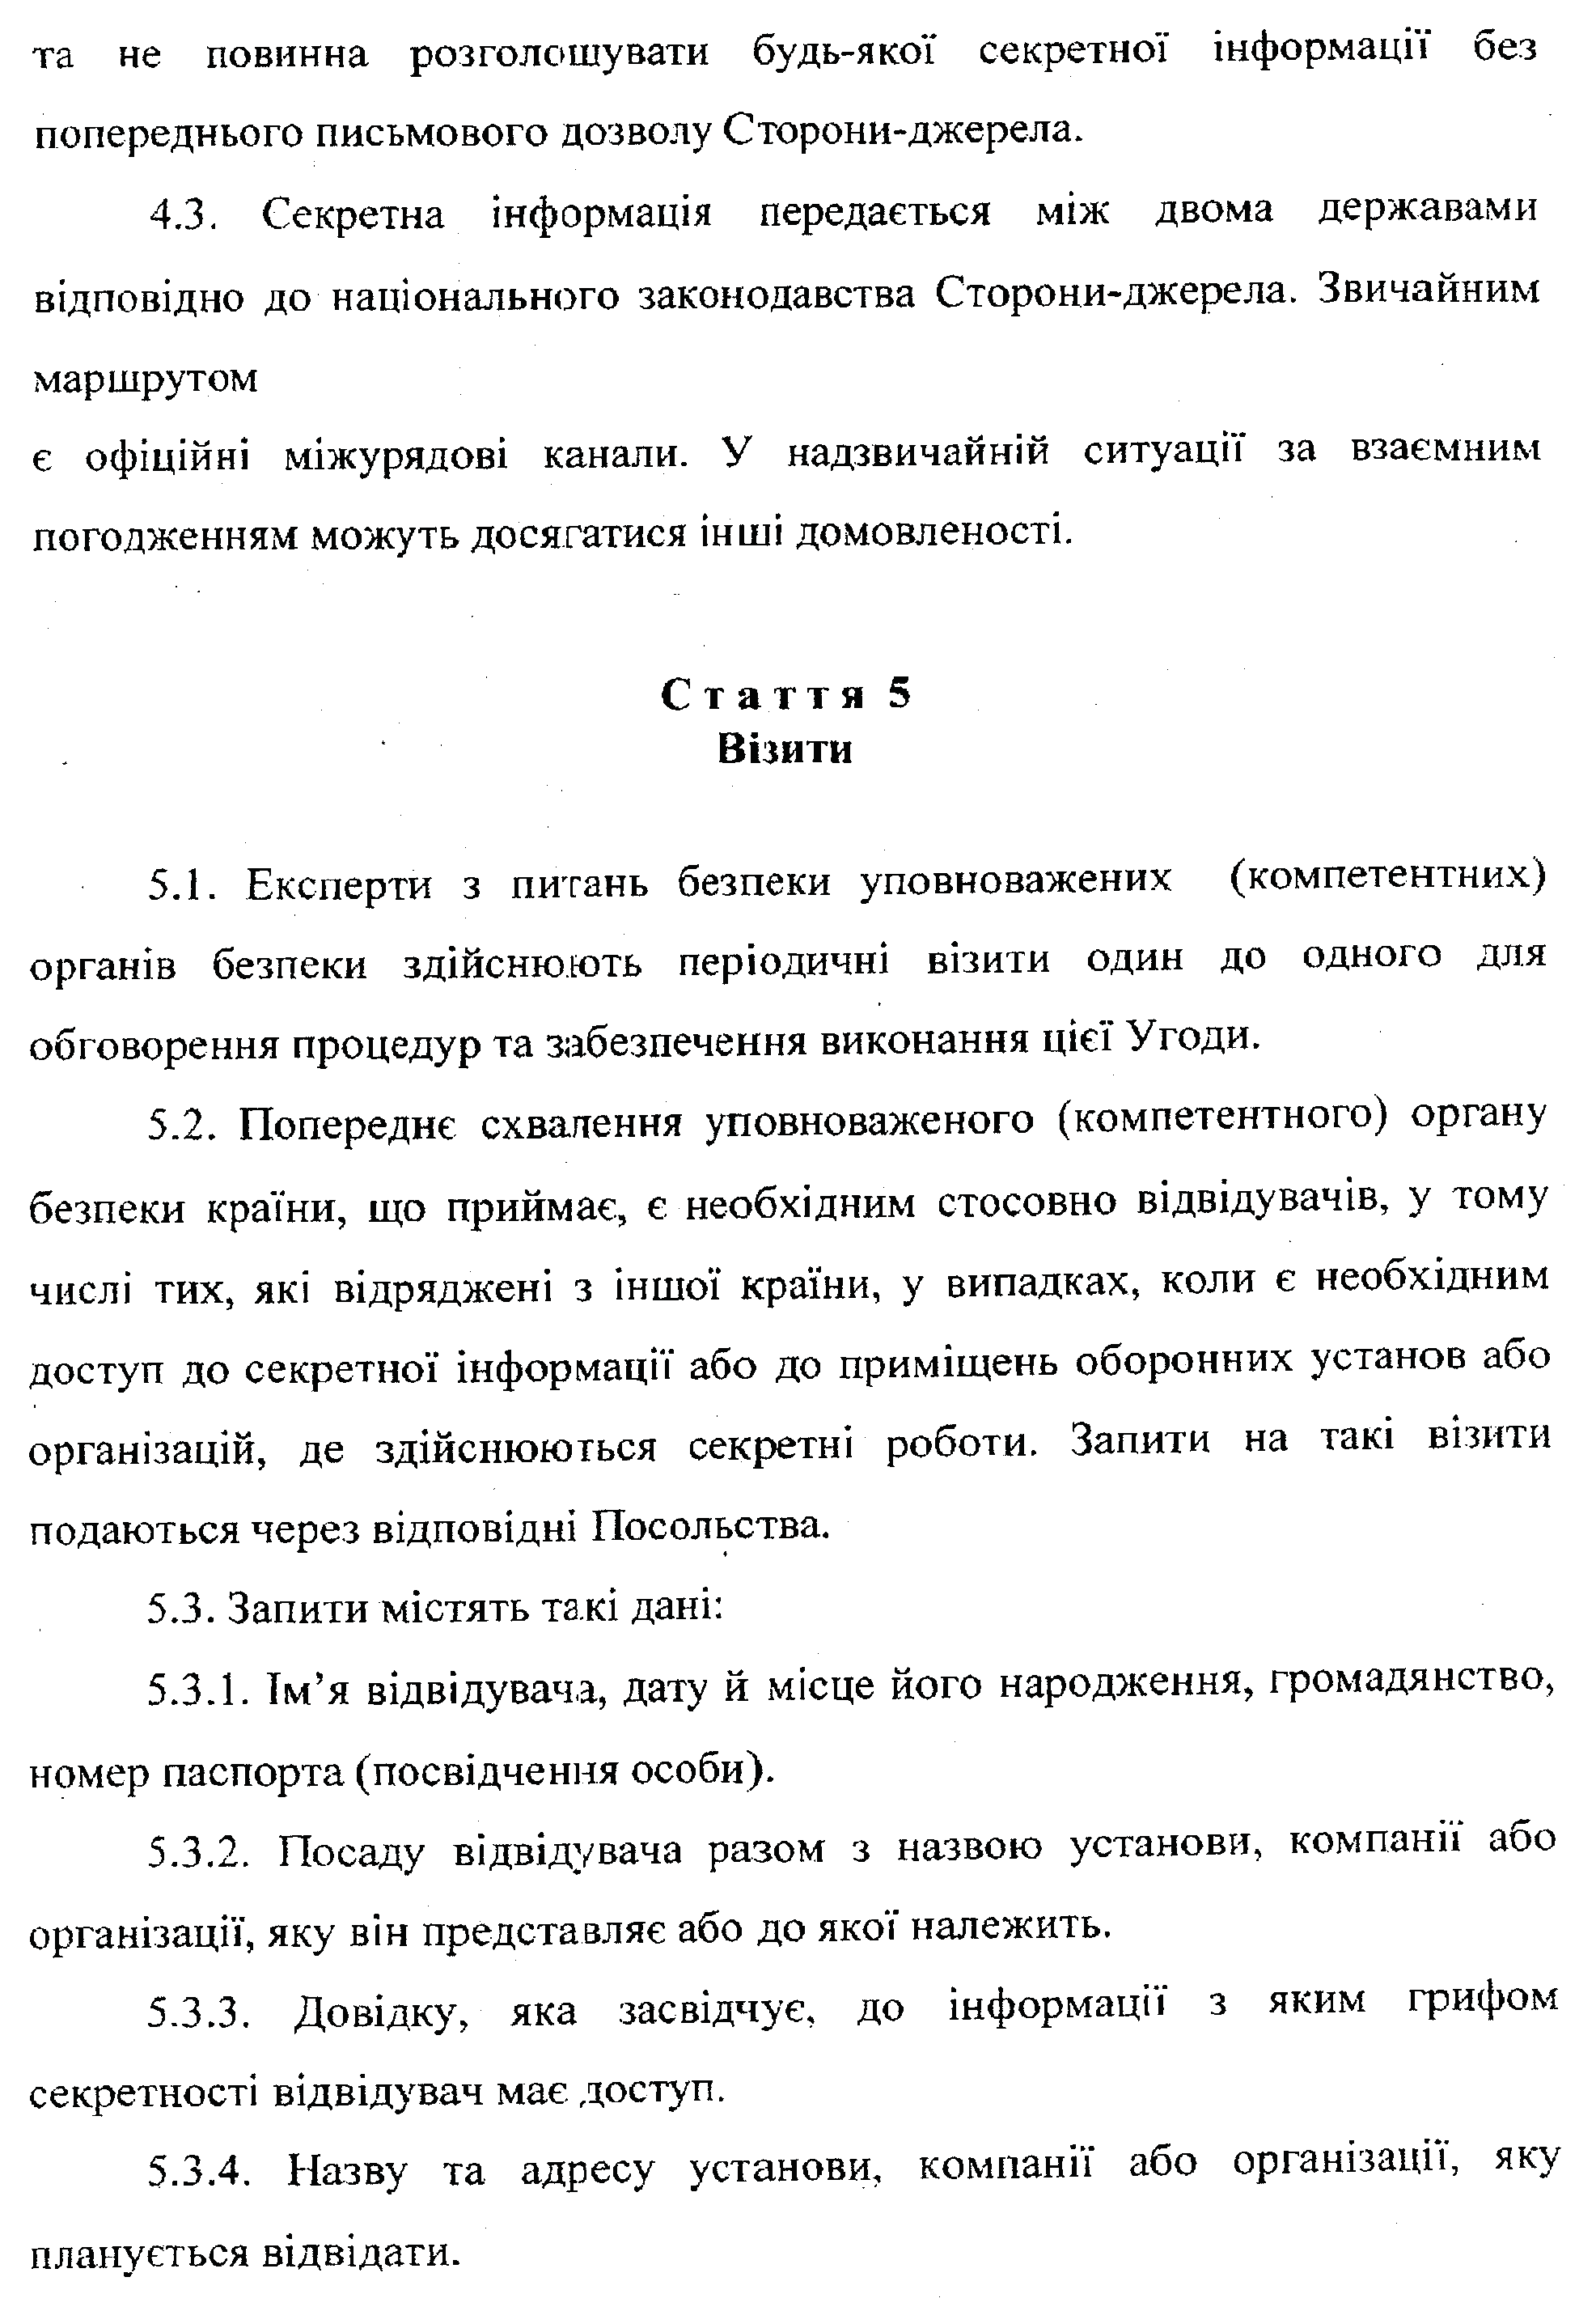 та не повинна розголошувати будь-якої секретної інформації без
попереднього письмового дозволу Сторони-джерела.
4.3. Секретна інформація передається між двома державами
відповідно до національного законодавства Сторони-джерела. Звичайним
маршрутом
є офіційні міжурядові канали. У надзвичайній ситуації за взаємним
погодженням можуть досягатися інші домовленості.
Стаття 5
Візити
5.1. Експерти з питань безпеки уповноважених (компетентних)
органів безпеки здійснюють періодичні візити один до одного для
обговорення процедур та забезпечення виконання цієї Угоди.
5.2. Попереднє схвалення уповноваженого (компетентного) органу
безпеки країни, що приймає, є необхідним стосовно відвідувачів, у тому
числі тих, які відряджені з іншої країни, у випадках, коли є необхідним
доступ до секретної інформації або до приміщень оборонних установ або
організацій, де здійснюються секретні роботи. Запити на такі візити
подаються через відповідні Посольства.
5.3. Запити містять такі дані:
5.3.1. Ім’я відвідувача, дату й місце його народження, громадянство,
номер паспорта (посвідчення особи).
5.3.2. Посаду відвідувача разом з назвою установи, компанії або
організації, яку він представляє або до якої належить.
5.3.3. Довідку, яка засвідчує, до інформації з яким грифом
секретності відвідувач має доступ.
5.3.4. Назву та адресу установи, компанії або організації, яку
планується відвідати.